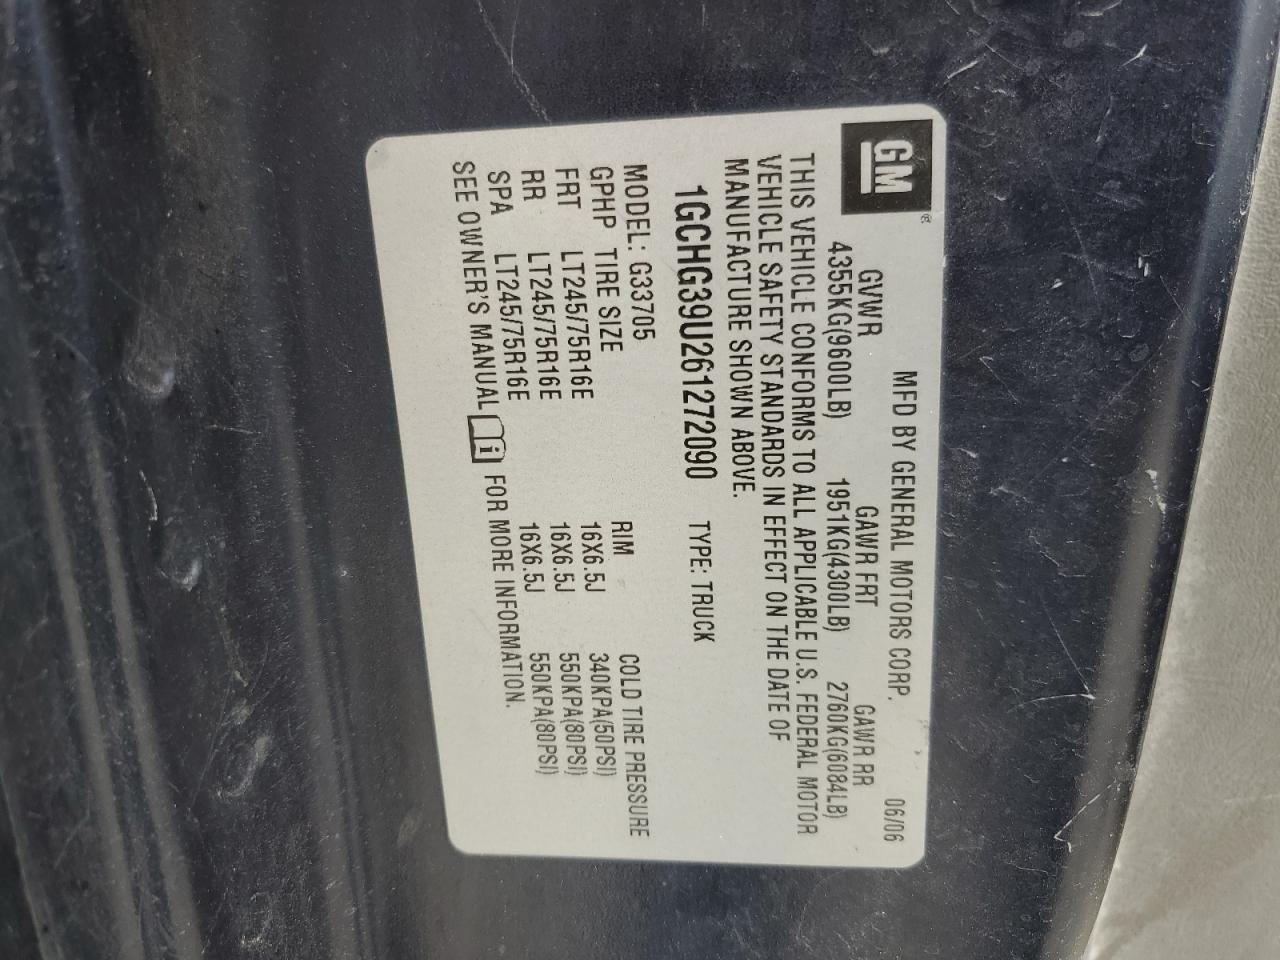 GM®
MFD BY GENERAL MOTORS CORP. 06/06
GVWR GAWR FRT GAWR RR
4355KG(9600LB) 1951KG(4300LB) 2760KG(6084LB)
THIS VEHICLE CONFORMS TO ALL APPLICABLE U.S. FEDERAL MOTOR
VEHICLE SAFETY STANDARDS IN EFFECT ON THE DATE OF
MANUFACTURE SHOWN ABOVE.
1GCHG39U261272090 TYPE: TRUCK
MODEL: G33705
GPHP TIRE SIZE RIM COLD TIRE PRESSURE
FRT LT245/75R16E 16X6.5J 340KPA(50PSI)
RR LT245/75R16E 16X6.5J 550KPA(80PSI)
SPA LT245/75R16E 16X6.5J 550KPA(80PSI)
SEE OWNER'S MANUAL i FOR MORE INFORMATION.